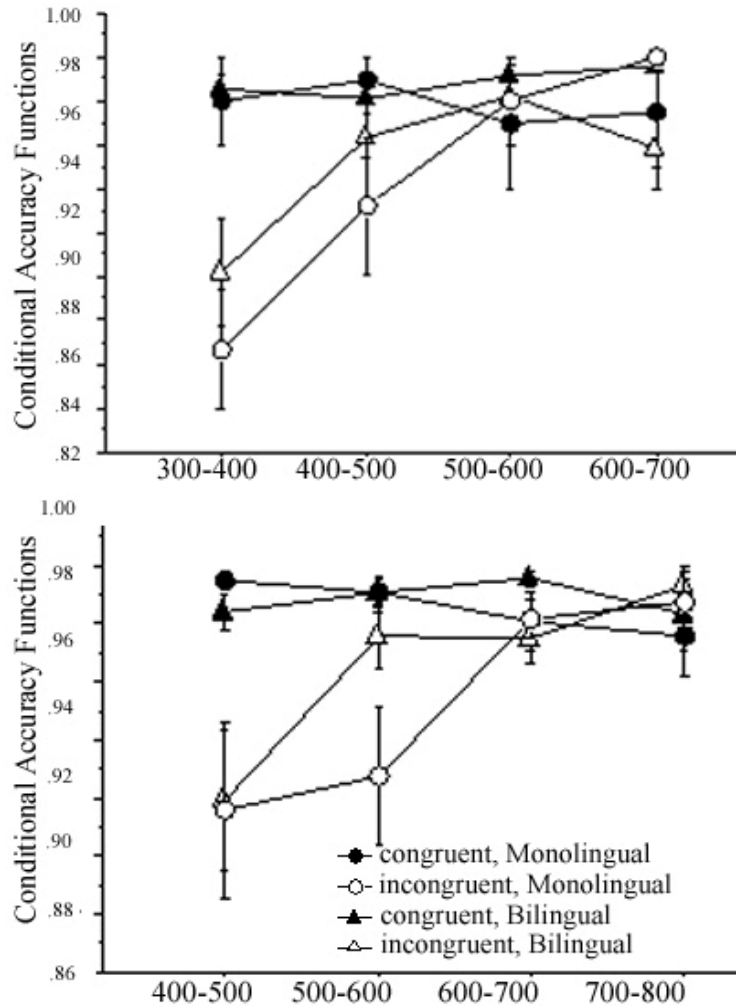 1.00
.98
.96
.94
.92
.90
.86
.84
.82
Conditional Accuracy Functions
300-400 400-500 500-600 600-700
1.00
.98
.96
.94
.92
.90
.88
.86
Conditional Accuracy Functions
congruent, Monolingual
incongruent, Monolingual
congruent, Bilingual
incongruent, Bilingual
400-500 500-600 600-700 700-800